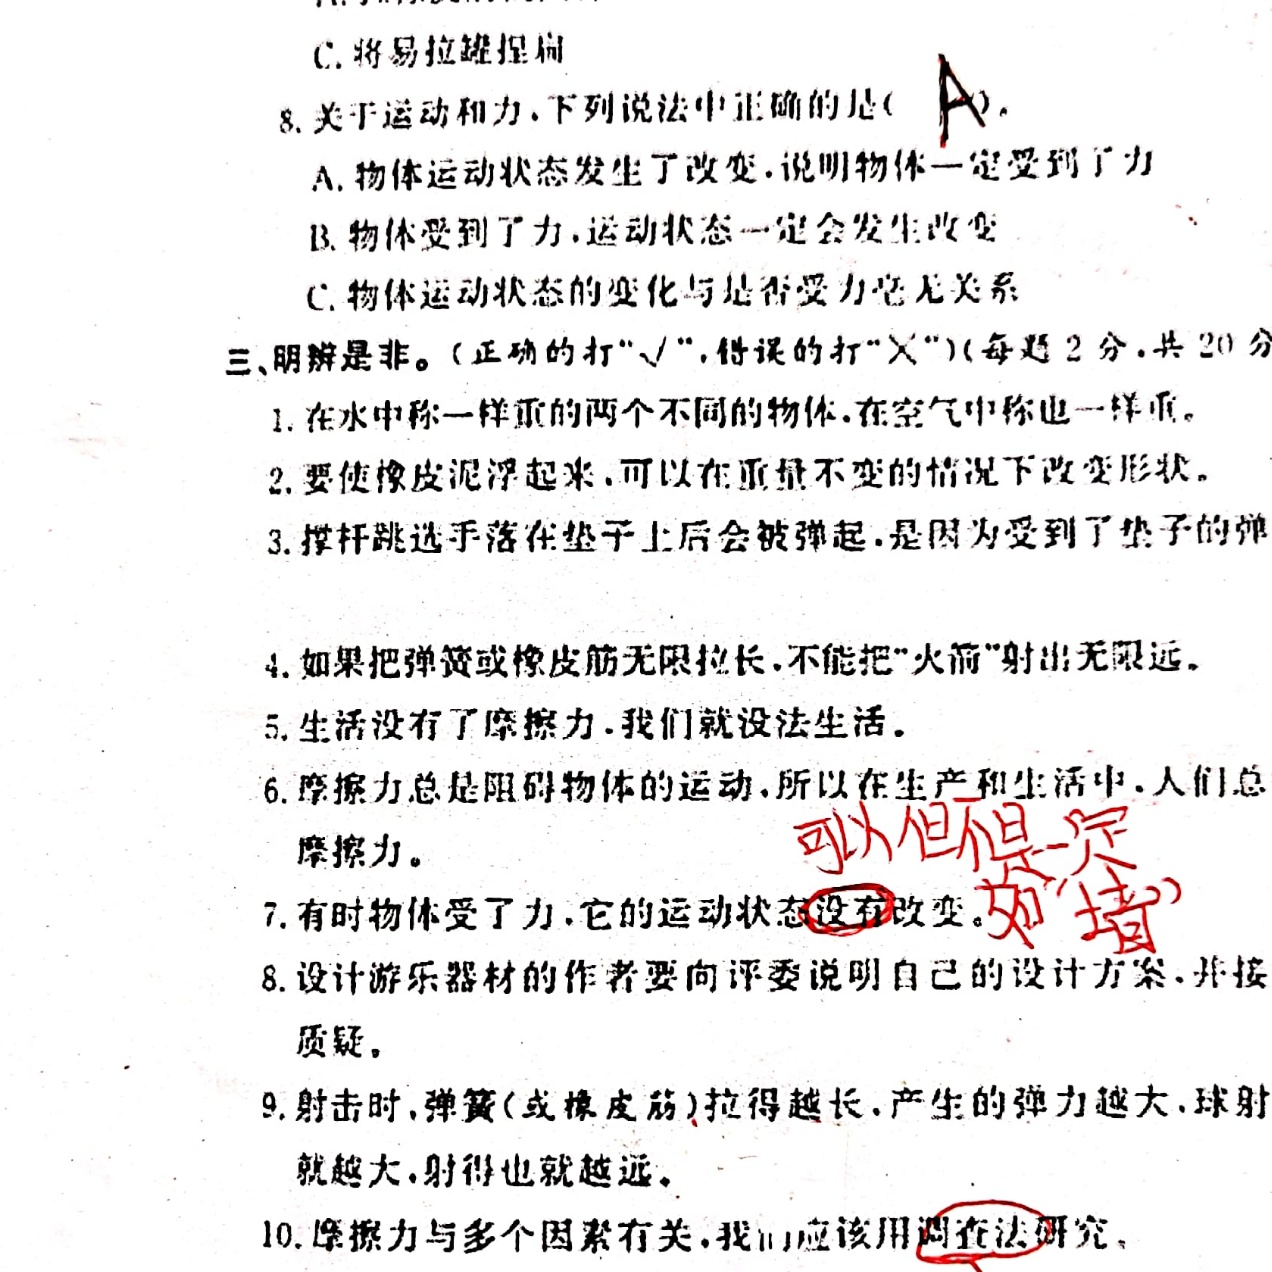 C. 将易拉罐捏扁
8. 关于运动和力,下列说法中正确的是( A )。
A. 物体运动状态发生了改变,说明物体一定受到了力
B. 物体受到了力,运动状态一定会发生改变
C. 物体运动状态的变化与是否受力毫无关系
三、明辨是非。(正确的打“√”,错误的打“X”)(每题 2 分,共 20 分
1. 在水中称一样重的两个不同的物体,在空气中称也一样重。
2. 要使橡皮泥浮起来,可以在重量不变的情况下改变形状。
3. 撑杆跳选手落在垫子上后会被弹起,是因为受到了垫子的弹
4. 如果把弹簧或橡皮筋无限拉长,不能把“火箭”射出无限远。
5. 生活没有了摩擦力,我们就没法生活。
6. 摩擦力总是阻碍物体的运动,所以在生产和生活中,人们总
摩擦力。
可以但不是一定
7. 有时物体受了力,它的运动状态没有改变。如“墙”
8. 设计游乐器材的作者要向评委说明自己的设计方案,并接
质疑。
9. 射击时,弹簧(或橡皮筋)拉得越长,产生的弹力越大,球射
就越大,射得也就越远。
10. 摩擦力与多个因素有关,我们应该用调查法研究。